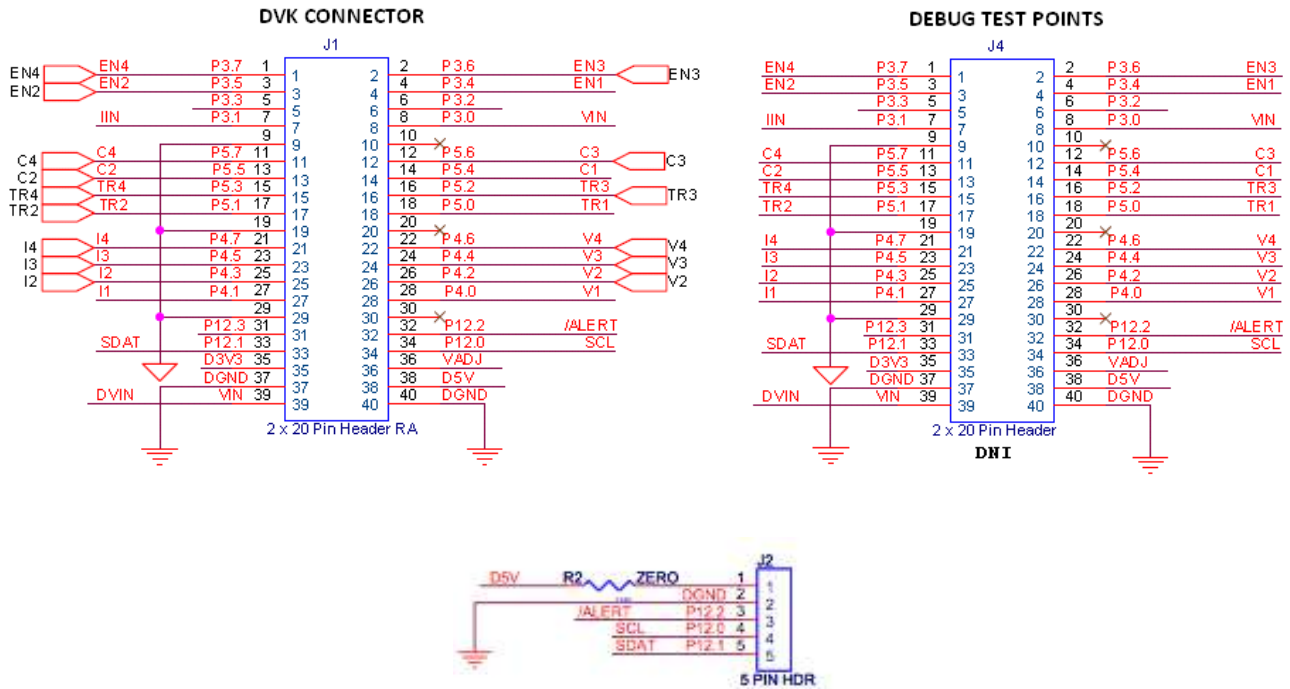 DVK CONNECTOR
J1
EN4 EN4 P3.7 1 1 2 2 P3.6 EN3 EN3
EN2 EN2 P3.5 3 3 4 4 P3.4 EN1
P3.3 5 5 6 6 P3.2
IIN P3.1 7 7 8 8 P3.0 VIN
9 9 10 10
C4 C4 P5.7 11 11 12 12 P5.6 C3 C3
C2 C2 P5.5 13 13 14 14 P5.4 C1
TR4 TR4 P5.3 15 15 16 16 P5.2 TR3 TR3
TR2 TR2 P5.1 17 17 18 18 P5.0 TR1
19 19 20 20
I4 I4 P4.7 21 21 22 22 P4.6 V4 V4
I3 I3 P4.5 23 23 24 24 P4.4 V3 V3
I2 I2 P4.3 25 25 26 26 P4.2 V2 V2
I1 P4.1 27 27 28 28 P4.0 V1
29 29 30 30
P12.3 31 31 32 32 P12.2 /ALERT
SDAT P12.1 33 33 34 34 P12.0 SCL
D3V3 35 35 36 36 VADJ
DGND 37 37 38 38 D5V
DVIN VIN 39 39 40 40 DGND
2 x 20 Pin Header RA
DEBUG TEST POINTS
J4
EN4 P3.7 1 1 2 2 P3.6 EN3
EN2 P3.5 3 3 4 4 P3.4 EN1
P3.3 5 5 6 6 P3.2
IIN P3.1 7 7 8 8 P3.0 VIN
9 9 10 10
C4 P5.7 11 11 12 12 P5.6 C3
C2 P5.5 13 13 14 14 P5.4 C1
TR4 P5.3 15 15 16 16 P5.2 TR3
TR2 P5.1 17 17 18 18 P5.0 TR1
19 19 20 20
I4 P4.7 21 21 22 22 P4.6 V4
I3 P4.5 23 23 24 24 P4.4 V3
I2 P4.3 25 25 26 26 P4.2 V2
I1 P4.1 27 27 28 28 P4.0 V1
29 29 30 30
P12.3 31 31 32 32 P12.2 /ALERT
SDAT P12.1 33 33 34 34 P12.0 SCL
D3V3 35 35 36 36 VADJ
DGND 37 37 38 38 D5V
DVIN VIN 39 39 40 40 DGND
2 x 20 Pin Header
DNI
J2
D5V R2 ZERO 1 1
DGND 2 2
/ALERT P12.2 3 3
SCL P12.0 4 4
SDAT P12.1 5 5
5 PIN HDR